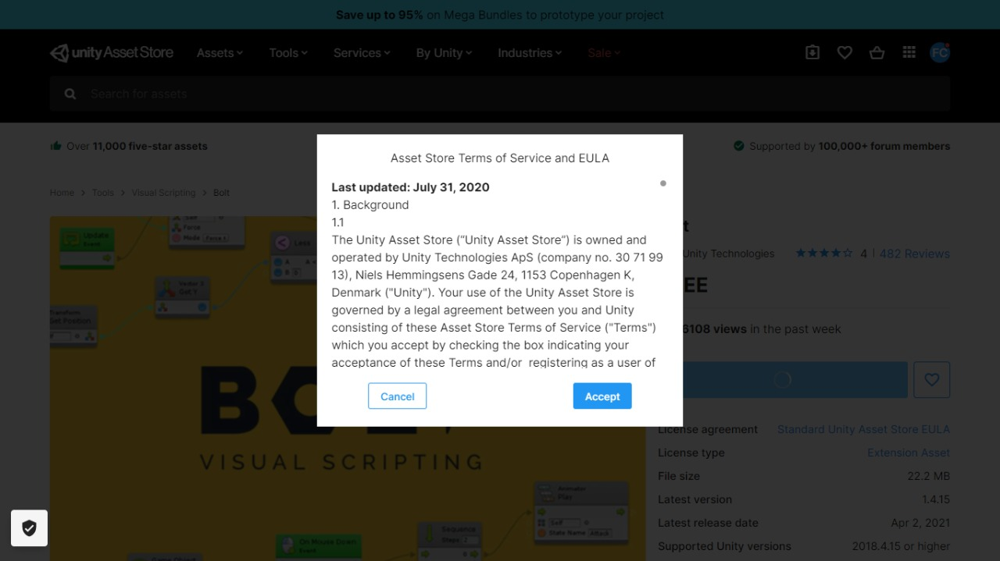 Save up to 95% on Mega Bundles to prototype your project
unity Asset Store
Assets
Tools
Services
By Unity
Industries
Sale
FC
Search for assets
Over 11,000 five-star assets
Supported by 100,000+ forum members
Home > Tools > Visual Scripting > Bolt
Asset Store Terms of Service and EULA
Last updated: July 31, 2020
1. Background
1.1
The Unity Asset Store (“Unity Asset Store”) is owned and
operated by Unity Technologies ApS (company no. 30 71 99
13), Niels Hemmingsens Gade 24, 1153 Copenhagen K,
Denmark ("Unity"). Your use of the Unity Asset Store is
governed by a legal agreement between you and Unity
consisting of these Asset Store Terms of Service ("Terms")
which you accept by checking the box indicating your
acceptance of these Terms and/or registering as a user of
Cancel
Accept
Update
Event
Force
Mode Force
Less
A
B 0
Vector 3
Get Y
Transform
Get Position
VISUAL SCRIPTING
On Mouse Down
Event
Sequence
Steps 2
Animator
Play
Self
State Name Attack
t
Unity Technologies
4 | 482 Reviews
EE
6108 views in the past week
License agreement
Standard Unity Asset Store EULA
License type
Extension Asset
File size
22.2 MB
Latest version
1.4.15
Latest release date
Apr 2, 2021
Supported Unity versions
2018.4.15 or higher